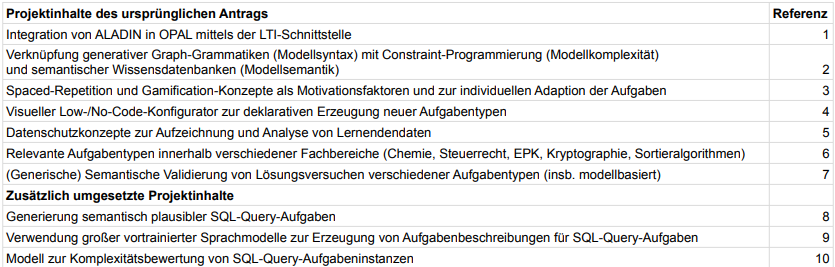 Projektinhalte des ursprünglichen Antrags Referenz
Integration von ALADIN in OPAL mittels der LTI-Schnittstelle 1
Verknüpfung generativer Graph-Grammatiken (Modellsyntax) mit Constraint-Programmierung (Modellkomplexität)
und semantischer Wissensdatenbanken (Modellsemantik) 2
Spaced-Repetition und Gamification-Konzepte als Motivationsfaktoren und zur individuellen Adaption der Aufgaben 3
Visueller Low-/No-Code-Konfigurator zur deklarativen Erzeugung neuer Aufgabentypen 4
Datenschutzkonzepte zur Aufzeichnung und Analyse von Lernendendaten 5
Relevante Aufgabentypen innerhalb verschiedener Fachbereiche (Chemie, Steuerrecht, EPK, Kryptographie, Sortieralgorithmen) 6
(Generische) Semantische Validierung von Lösungsversuchen verschiedener Aufgabentypen (insb. modellbasiert) 7
Zusätzlich umgesetzte Projektinhalte
Generierung semantisch plausibler SQL-Query-Aufgaben 8
Verwendung großer vortrainierter Sprachmodelle zur Erzeugung von Aufgabenbeschreibungen für SQL-Query-Aufgaben 9
Modell zur Komplexitätsbewertung von SQL-Query-Aufgabeninstanzen 10